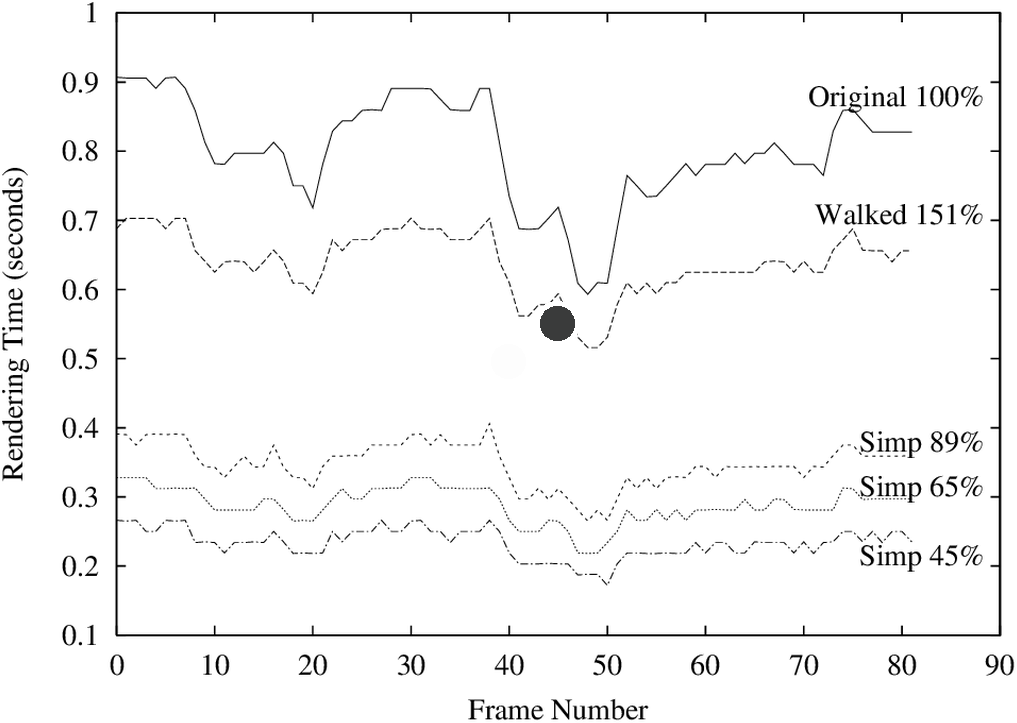 1
0.9
Original 100%
0.8
0.7
Walked 151%
0.6
0.5
0.4
Simp 89%
0.3
Simp 65%
Simp 45%
0.2
0.1
0 10 20 30 40 50 60 70 80 90
Frame Number
Rendering Time (seconds)